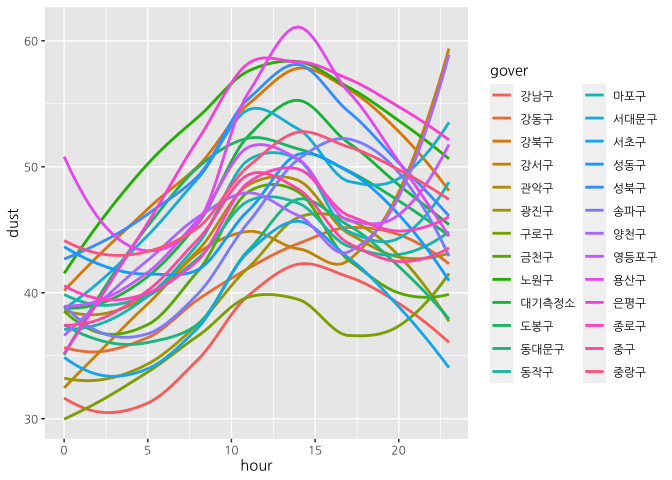 60
50
40
30
dust
0
5
10
15
20
hour
gover
강남구
강동구
강북구
강서구
관악구
광진구
구로구
금천구
노원구
대기측정소
도봉구
동대문구
동작구
마포구
서대문구
서초구
성동구
성북구
송파구
양천구
영등포구
용산구
은평구
종로구
중구
중랑구